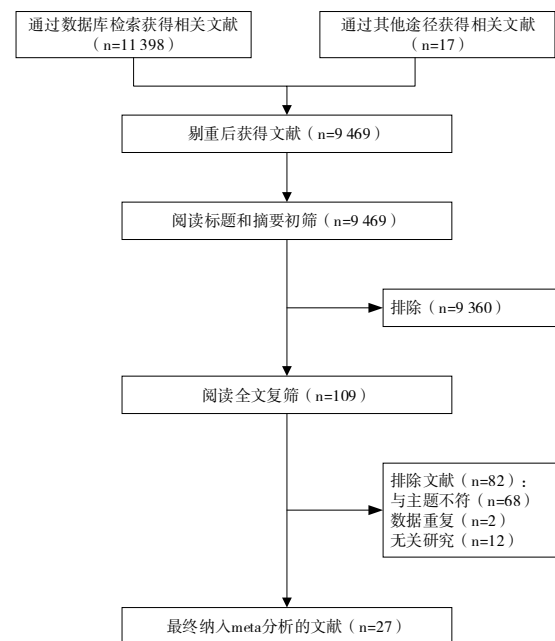 通过数据库检索获得相关文献
（n=11 398）
通过其他途径获得相关文献
（n=17）
剔重后获得文献（n=9 469）
阅读标题和摘要初筛（n=9 469）
排除（n=9 360）
阅读全文复筛（n=109）
排除文献（n=82）：
与主题不符（n=68）
数据重复（n=2）
无关研究（n=12）
最终纳入meta分析的文献（n=27）